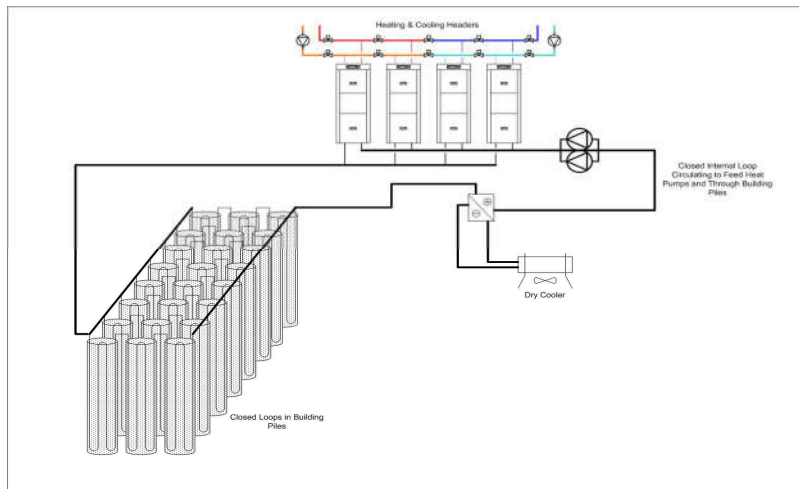 Heating & Cooling Headers
Closed Internal Loop
Circulating to Feed Heat
Pumps and Through Building
Piles
Dry Cooler
Closed Loops in Building
Piles